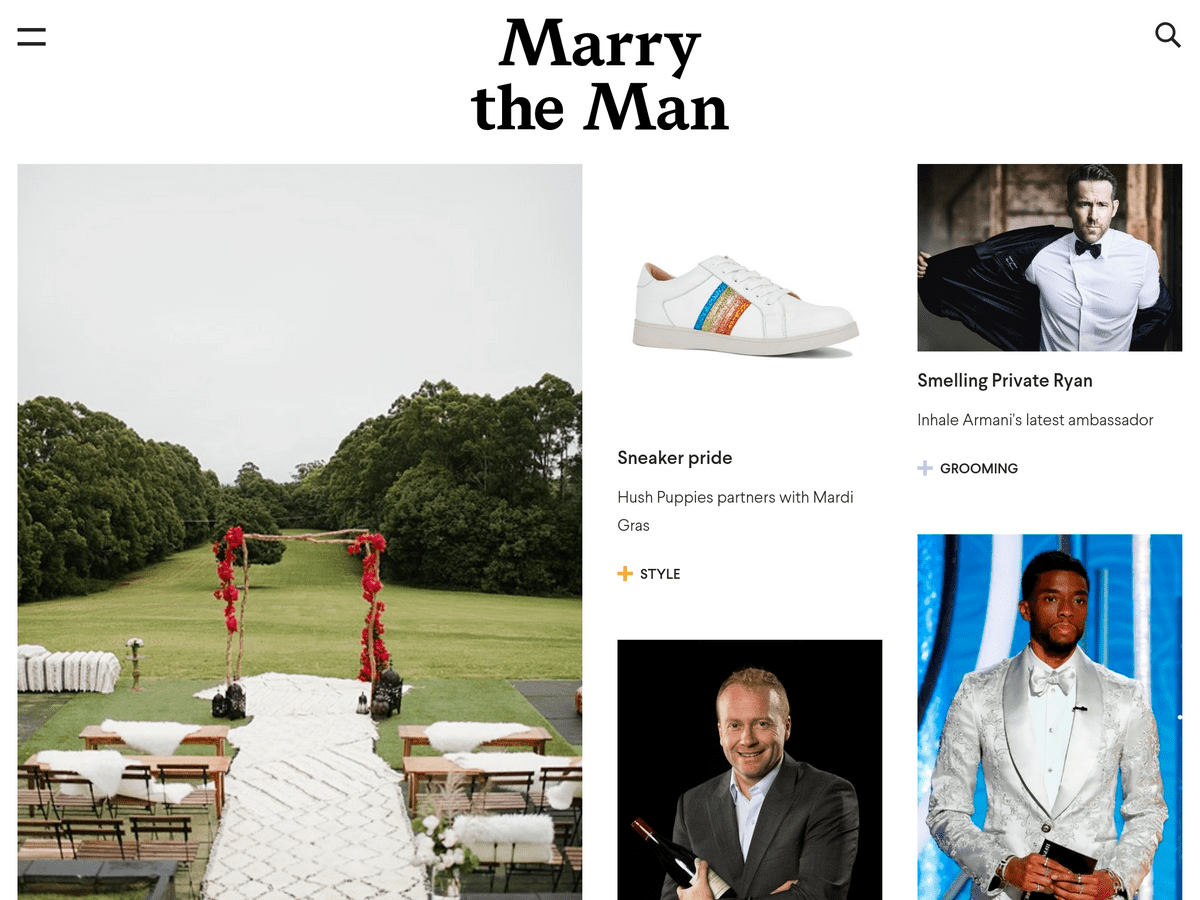 Marry
the Man
Sneaker pride
Hush Puppies partners with Mardi
Gras
STYLE
Smelling Private Ryan
Inhale Armani's latest ambassador
GROOMING